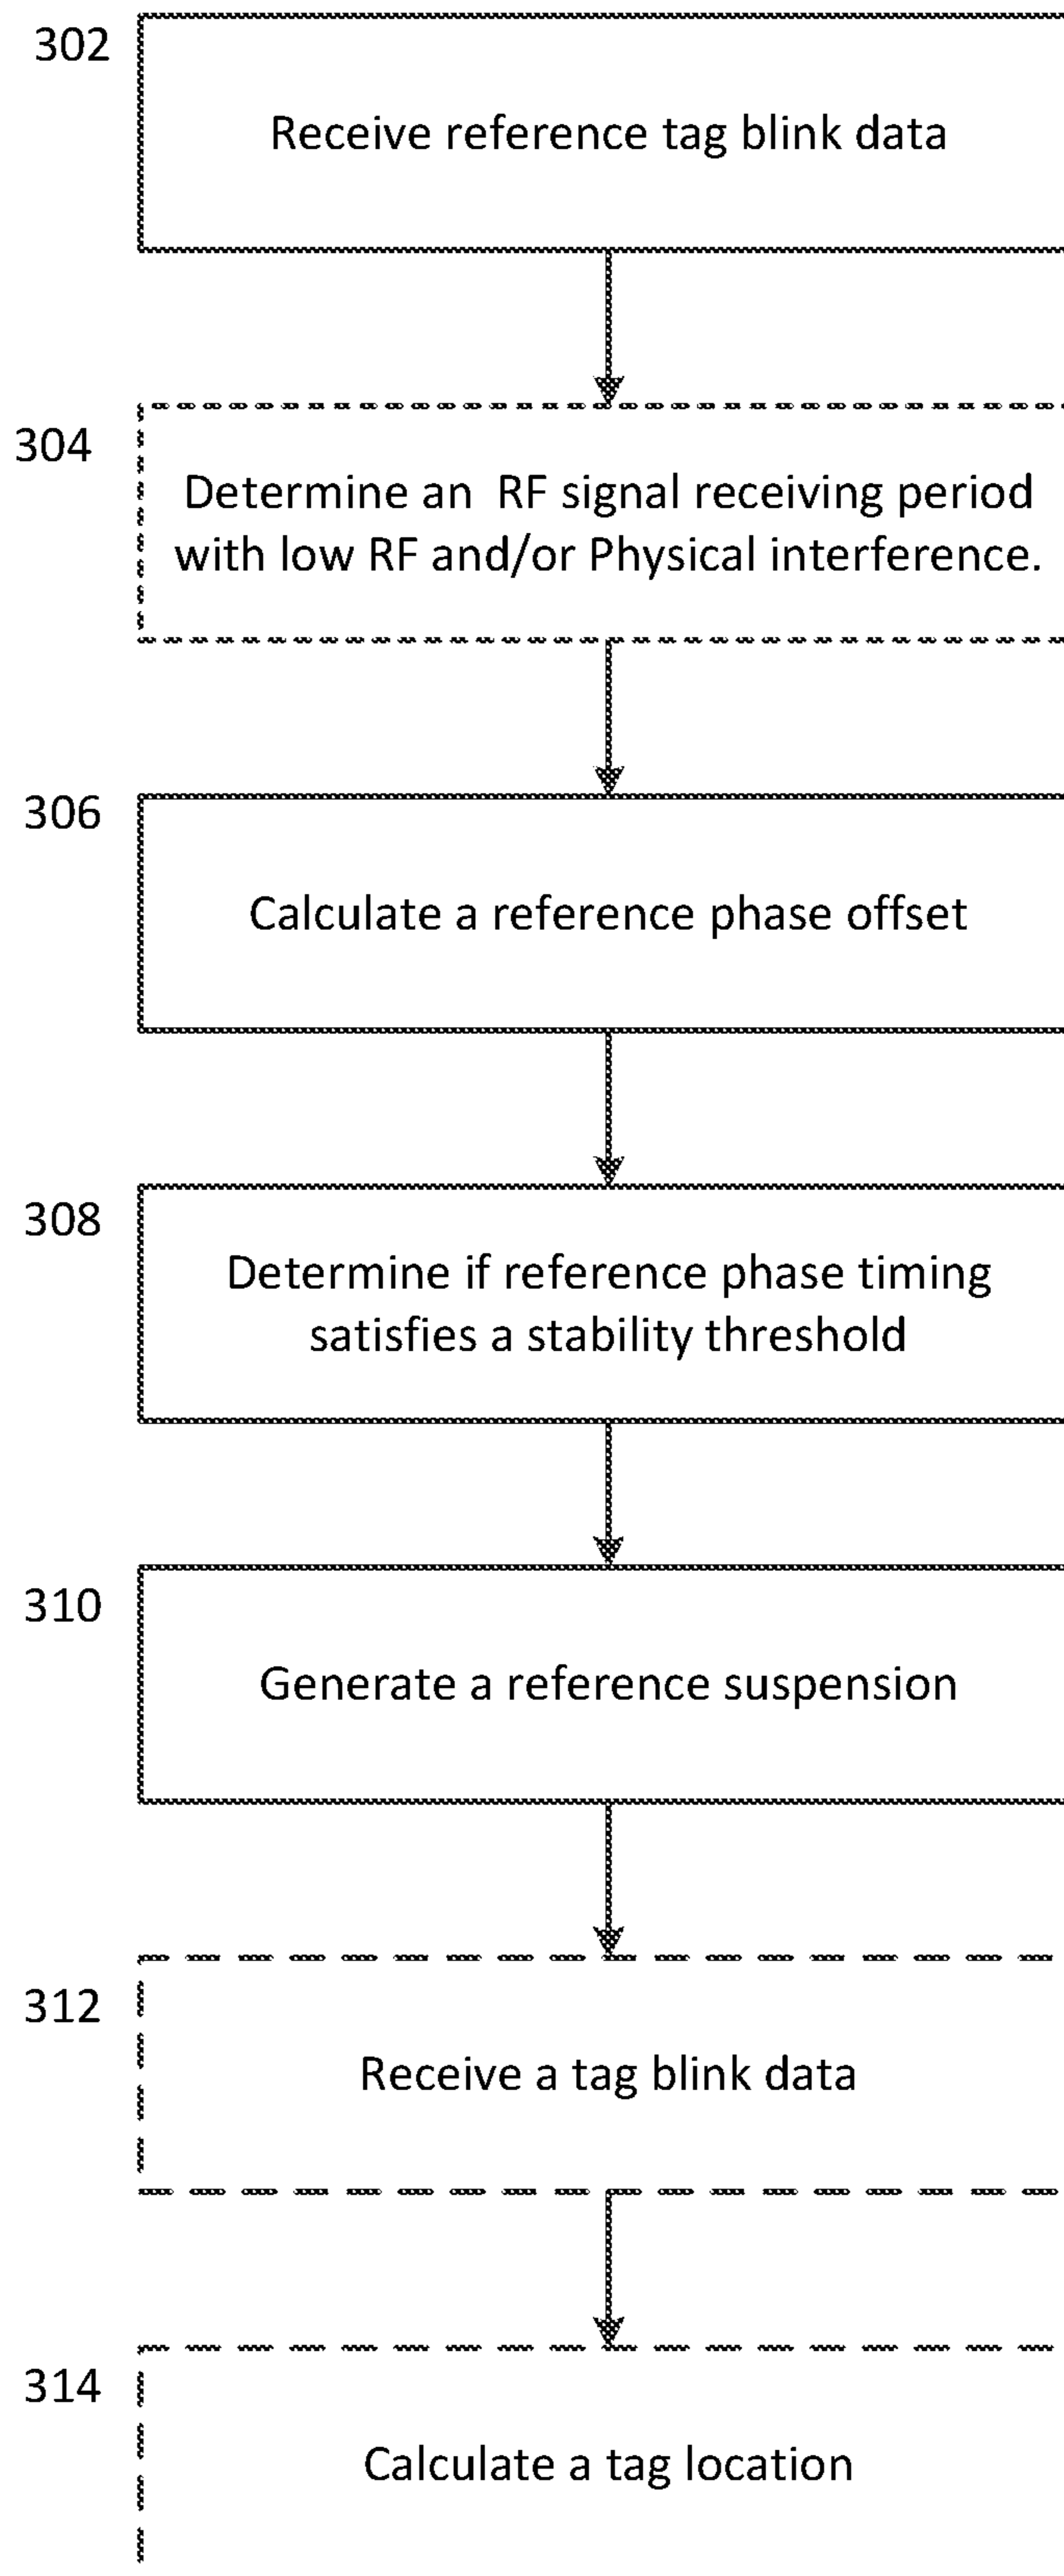 302
Receive reference tag blink data
304
Determine an  RF signal receiving period
with low RF and/or Physical interference.
306
Calculate a reference phase offset
308
Determine if reference phase timing
satisfies a stability threshold
310
Generate a reference suspension
312
Receive a tag blink data
314
Calculate a tag location